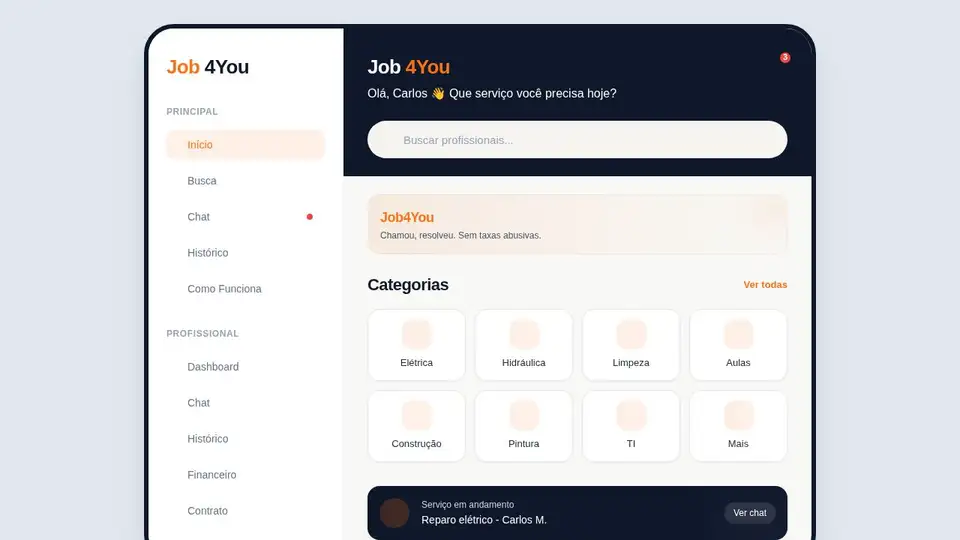 Job 4You
PRINCIPAL
Início
Busca
Chat
Histórico
Como Funciona
PROFISSIONAL
Dashboard
Chat
Histórico
Financeiro
Contrato
Job 4You
3
Olá, Carlos 👋 Que serviço você precisa hoje?
Buscar profissionais...
Job4You
Chamou, resolveu. Sem taxas abusivas.
Categorias
Ver todas
Elétrica
Hidráulica
Limpeza
Aulas
Construção
Pintura
TI
Mais
Serviço em andamento
Reparo elétrico - Carlos M.
Ver chat